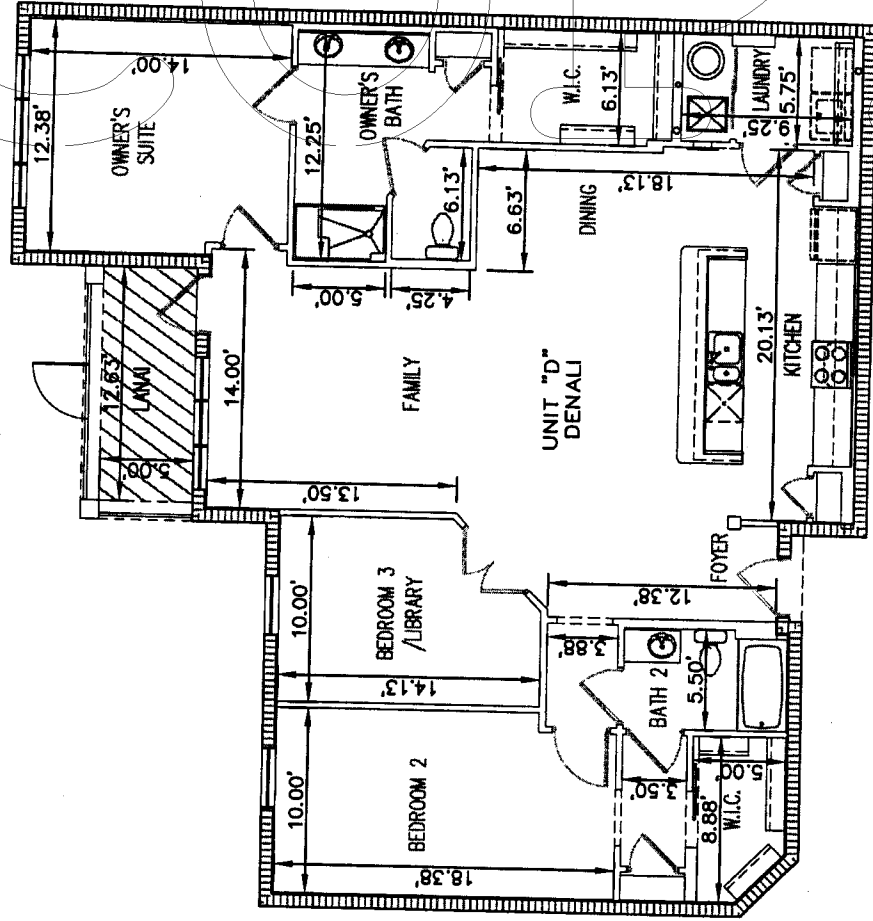 14.00'
12.38'
OWNER'S
SUITE
OWNER'S
BATH
12.25'
W.I.C.
6.13'
LAUNDRY
5.75'
9.25'
6.13'
6.63'
DINING
18.13'
5.00'
4.25'
LANAI
12.63'
5.00'
14.00'
FAMILY
13.50'
UNIT "D"
DENALI
20.13'
KITCHEN
FOYER
12.38'
BEDROOM 3
/LIBRARY
10.00'
14.13'
3.88'
BATH 2
5.50'
BEDROOM 2
10.00'
18.38'
3.50'
W.I.C.
8.88'
5.00'